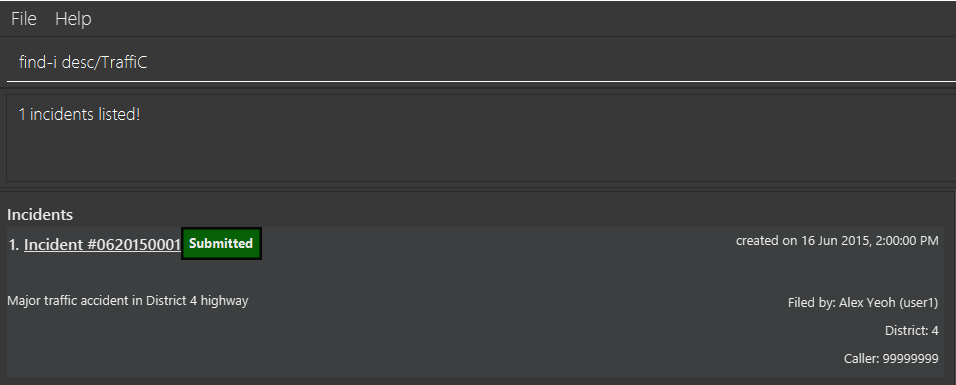 File Help
find-i desc/TraffiC
1 incidents listed!
Incidents
1. Incident #0620150001 Submitted created on 16 Jun 2015, 2:00:00 PM
Major traffic accident in District 4 highway Filed by: Alex Yeoh (user1)
District: 4
Caller: 99999999